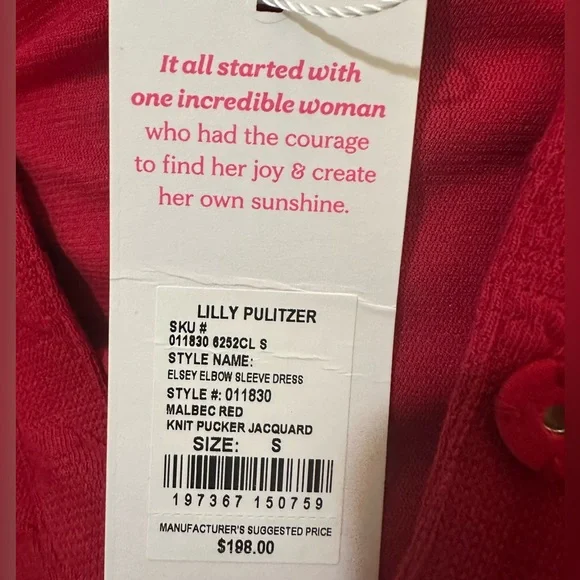 It all started with
one incredible woman
who had the courage
to find her joy & create
her own sunshine.
LILLY PULITZER
SKU #
011830 6252CL S
STYLE NAME:
ELSEY ELBOW SLEEVE DRESS
STYLE #: 011830
MALBEC RED
KNIT PUCKER JACQUARD
SIZE: S
197367 150759
MANUFACTURER'S SUGGESTED PRICE
$198.00